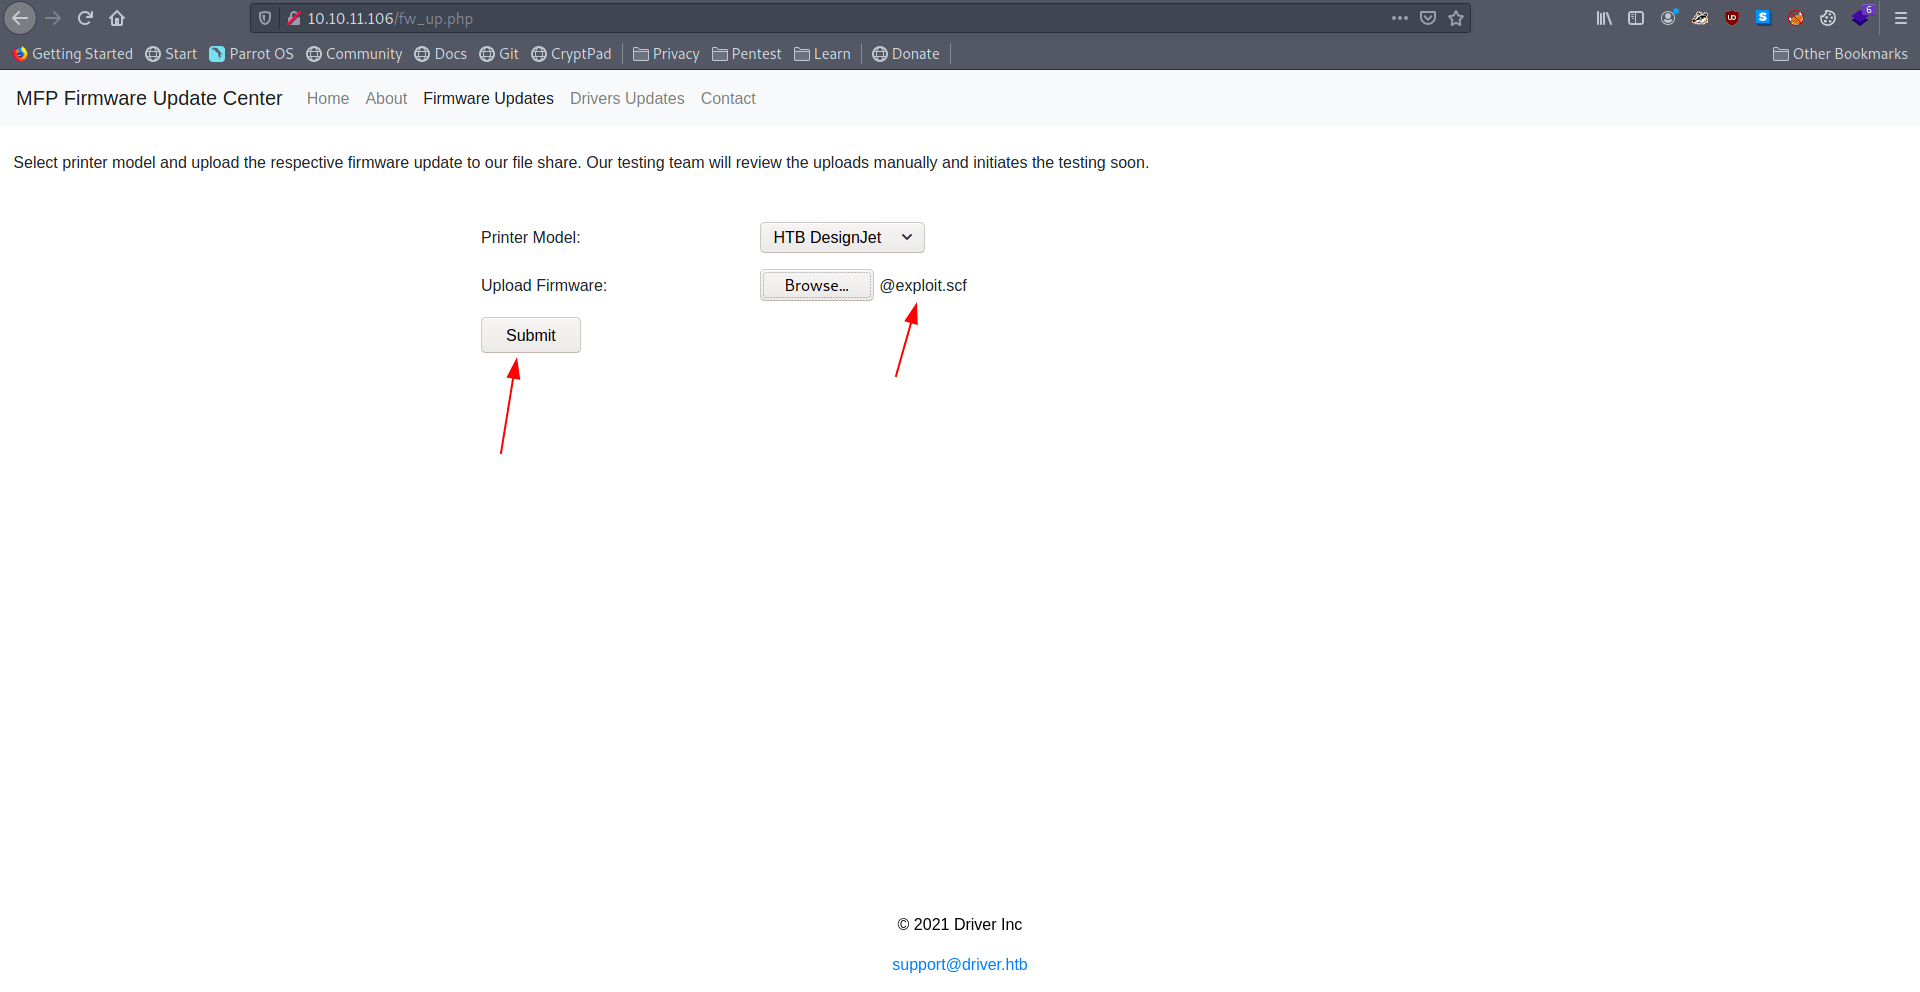 10.10.11.106/fw_up.php
6
Getting Started Start Parrot OS Community Docs Git CryptPad Privacy Pentest Learn Donate Other Bookmarks
MFP Firmware Update Center Home About Firmware Updates Drivers Updates Contact
Select printer model and upload the respective firmware update to our file share. Our testing team will review the uploads manually and initiates the testing soon.
Printer Model: HTB DesignJet
Upload Firmware: Browse... @exploit.scf
Submit
© 2021 Driver Inc
support@driver.htb